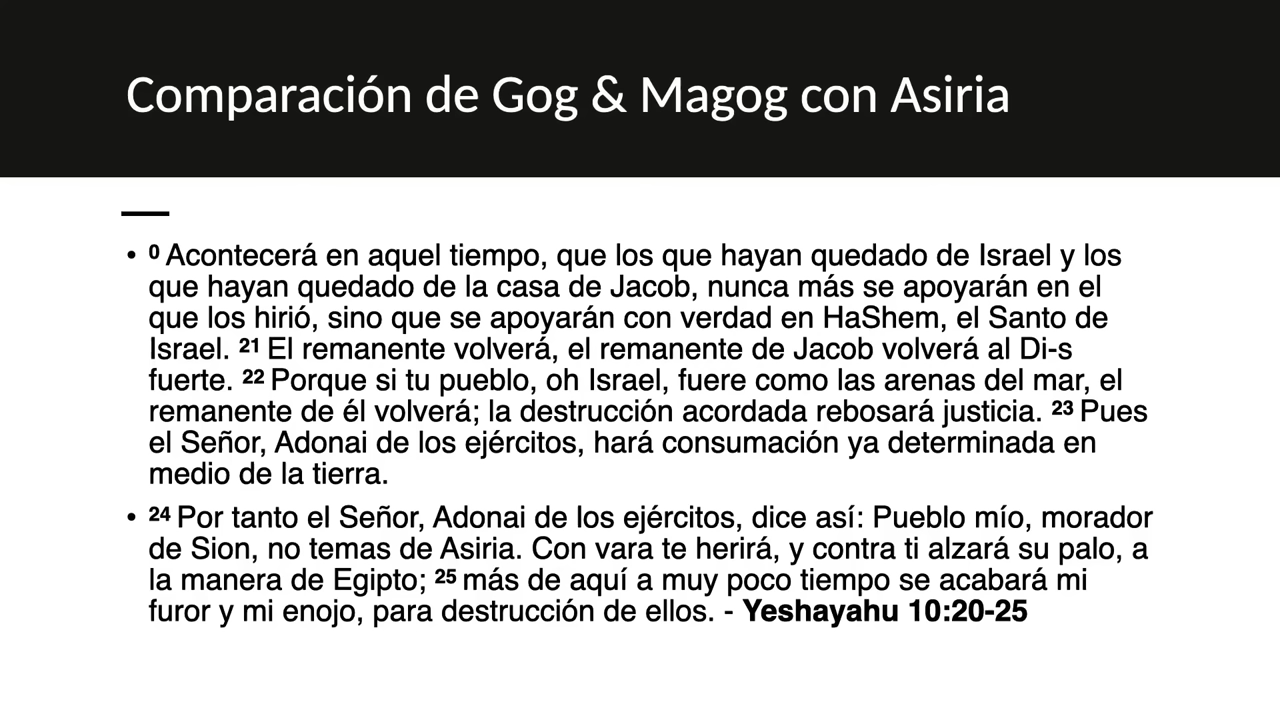 Comparación de Gog & Magog con Asiria
• 0 Acontecerá en aquel tiempo, que los que hayan quedado de Israel y los
que hayan quedado de la casa de Jacob, nunca más se apoyarán en el
que los hirió, sino que se apoyarán con verdad en HaShem, el Santo de
Israel. 21 El remanente volverá, el remanente de Jacob volverá al Di-s
fuerte. 22 Porque si tu pueblo, oh Israel, fuere como las arenas del mar, el
remanente de él volverá; la destrucción acordada rebosará justicia. 23 Pues
el Señor, Adonai de los ejércitos, hará consumación ya determinada en
medio de la tierra.
• 24 Por tanto el Señor, Adonai de los ejércitos, dice así: Pueblo mío, morador
de Sion, no temas de Asiria. Con vara te herirá, y contra ti alzará su palo, a
la manera de Egipto; 25 más de aquí a muy poco tiempo se acabará mi
furor y mi enojo, para destrucción de ellos. - Yeshayahu 10:20-25